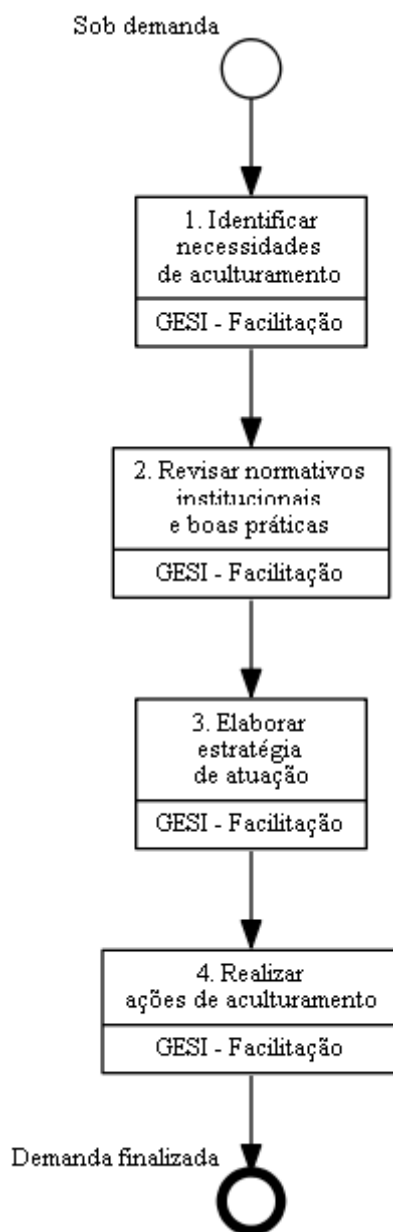 Sob demanda
1. Identificar
necessidades
de aculturamento
GESI - Facilitação
2. Revisar normativos
institucionais
e boas práticas
GESI - Facilitação
3. Elaborar
estratégia
de atuação
GESI - Facilitação
4. Realizar
ações de aculturamento
GESI - Facilitação
Demanda finalizada